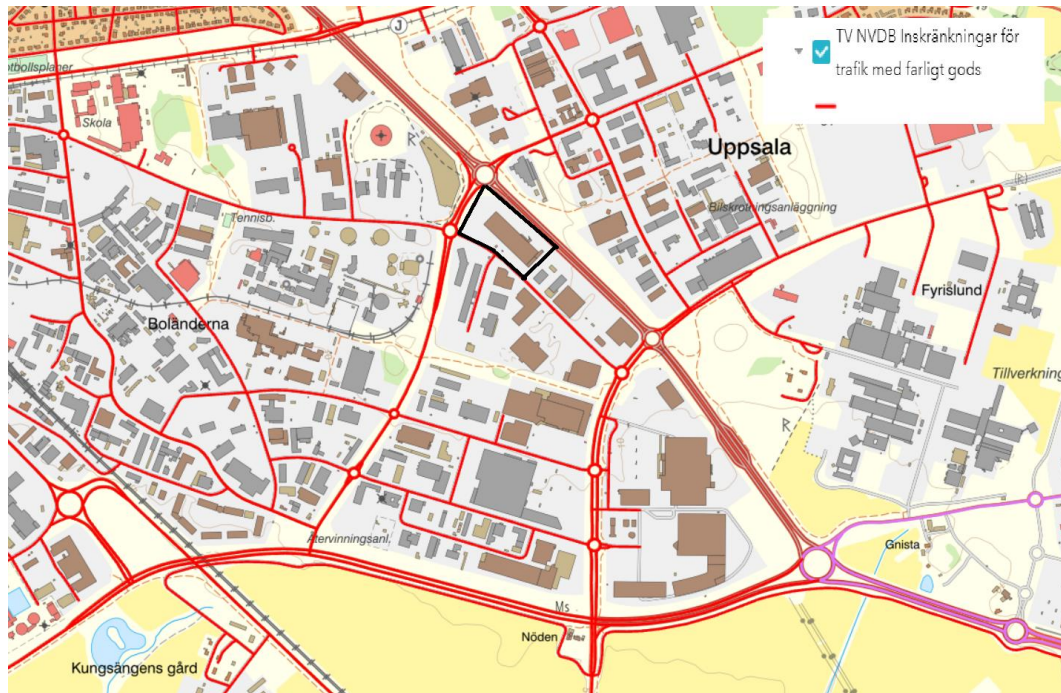 TV NVDB Inskränkningar för
trafik med farligt gods
J
Skola
Uppsala
R
Tennisb.
Bilskrotningsanläggning
Fyrislund
Boländerna
Tillverkning
R
Återvinningsanl.
Gnista
Ms
Nöden
Kungsängens gård